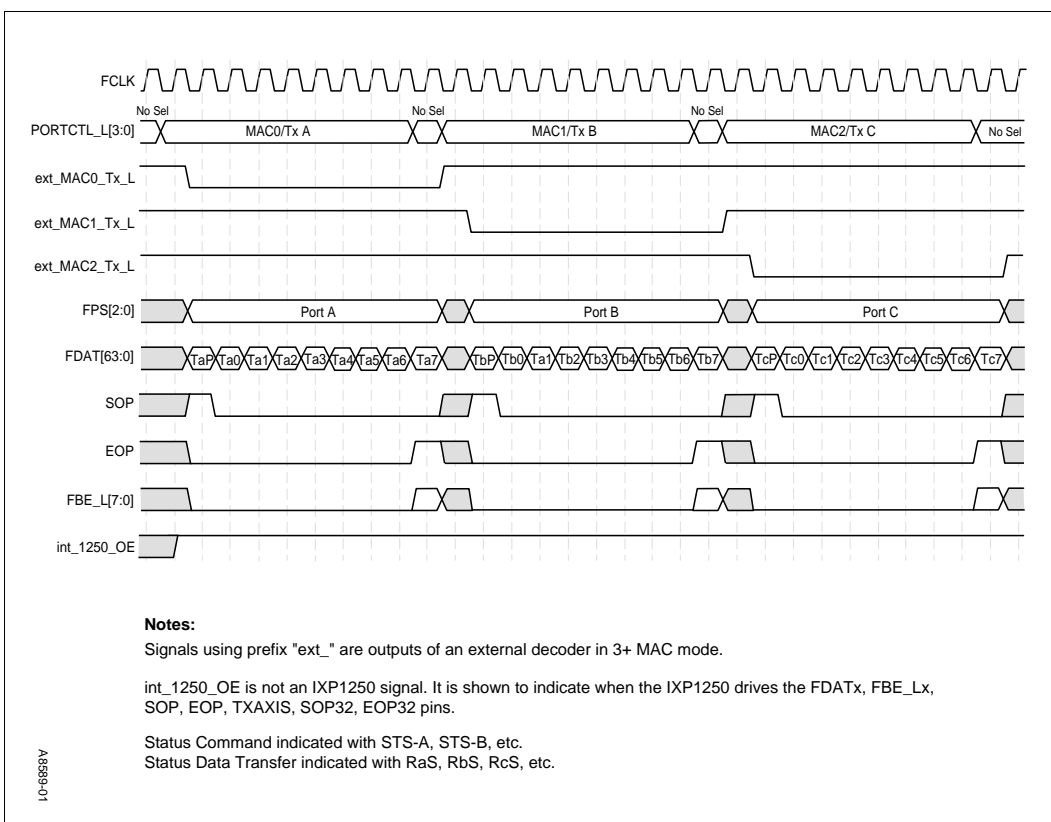 FCLK
No Sel No Sel No Sel
PORTCTL_L[3:0] MAC0/Tx A MAC1/Tx B MAC2/Tx C No Sel
ext_MAC0_Tx_L
ext_MAC1_Tx_L
ext_MAC2_Tx_L
FPS[2:0] Port A Port B Port C
FDAT[63:0] TaP Ta0 Ta1 Ta2 Ta3 Ta4 Ta5 Ta6 Ta7 TbP Tb0 Ta1 Tb2 Tb3 Tb4 Tb5 Tb6 Tb7 TcP Tc0 Tc1 Tc2 Tc3 Tc4 Tc5 Tc6 Tc7
SOP
EOP
FBE_L[7:0]
int_1250_OE
Notes:
Signals using prefix "ext_" are outputs of an external decoder in 3+ MAC mode.
int_1250_OE is not an IXP1250 signal. It is shown to indicate when the IXP1250 drives the FDATx, FBE_Lx,
SOP, EOP, TXAXIS, SOP32, EOP32 pins.
Status Command indicated with STS-A, STS-B, etc.
Status Data Transfer indicated with RaS, RbS, RcS, etc.
A8589-01